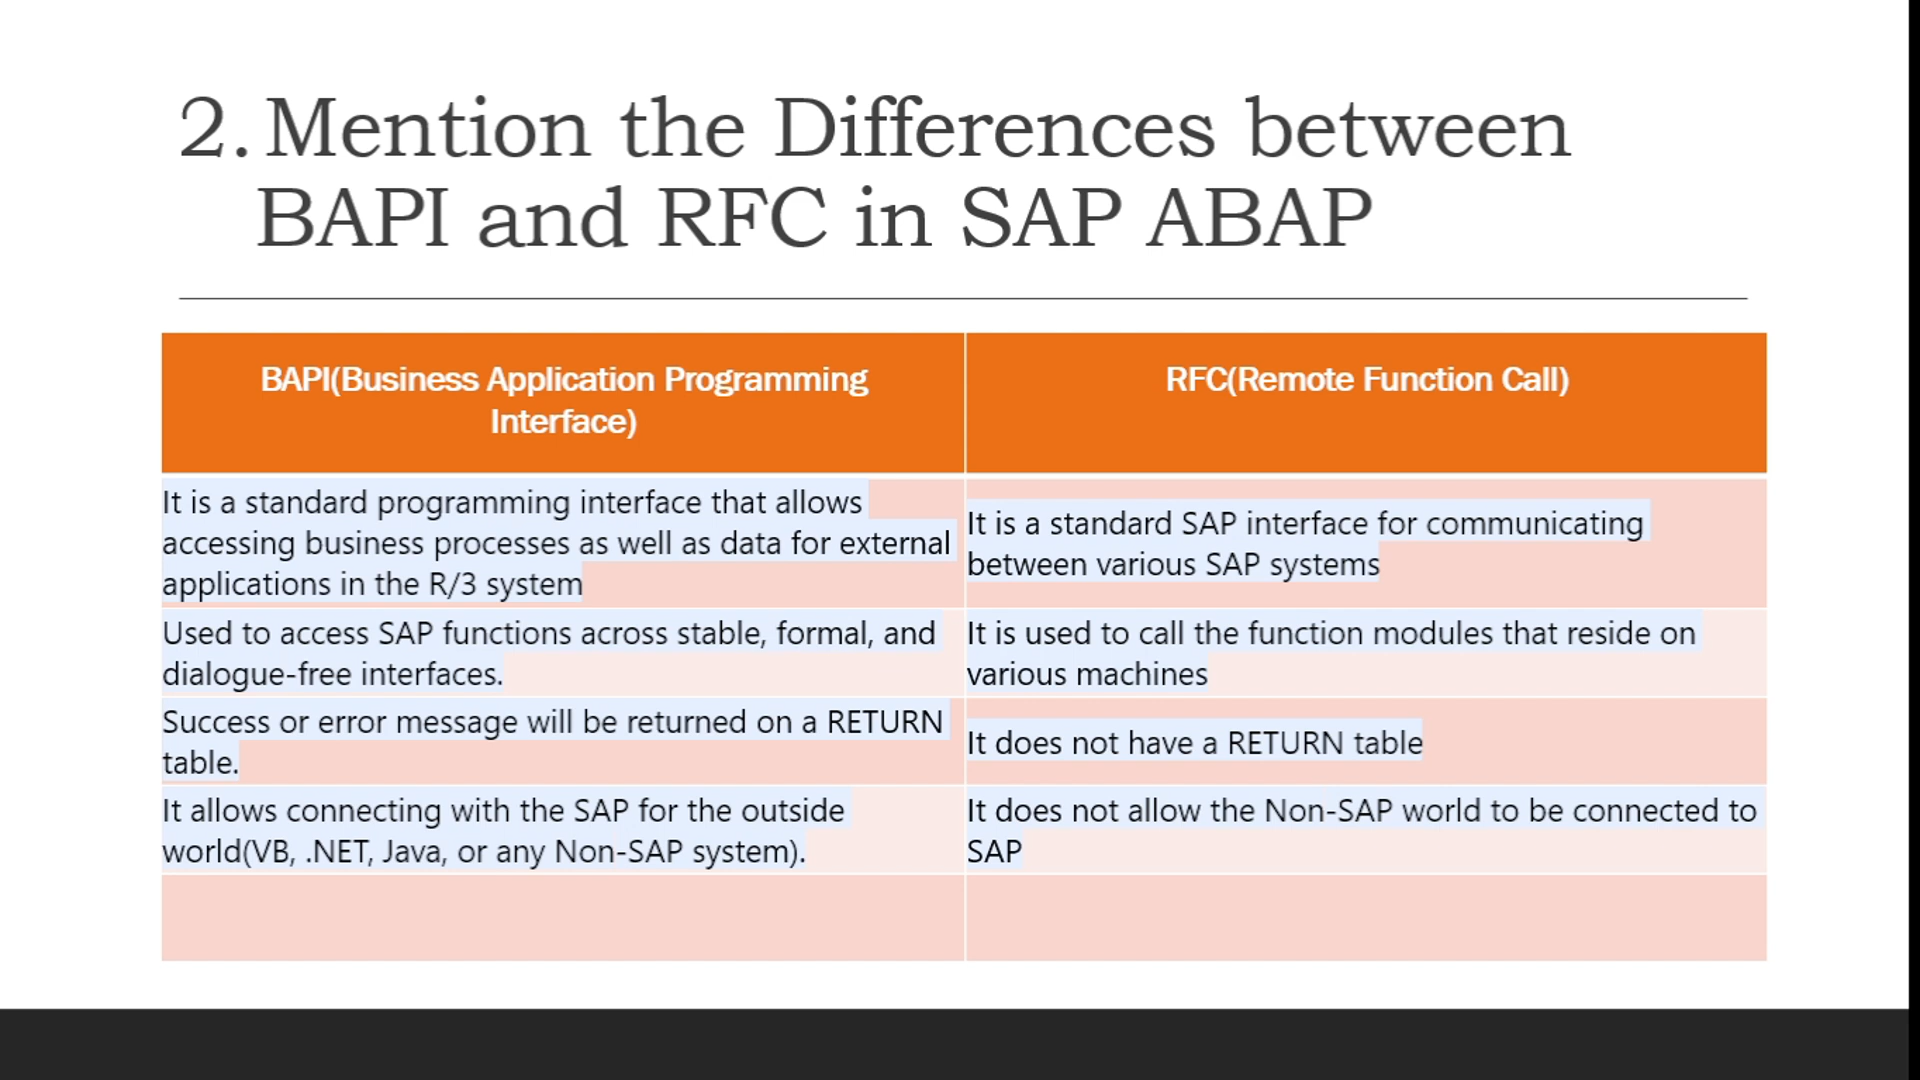 2. Mention the Differences between
BAPI and RFC in SAP ABAP
BAPI(Business Application Programming
Interface)
RFC(Remote Function Call)
It is a standard programming interface that allows
accessing business processes as well as data for external
applications in the R/3 system
It is a standard SAP interface for communicating
between various SAP systems
Used to access SAP functions across stable, formal, and
dialogue-free interfaces.
It is used to call the function modules that reside on
various machines
Success or error message will be returned on a RETURN
table.
It does not have a RETURN table
It allows connecting with the SAP for the outside
world(VB, .NET, Java, or any Non-SAP system).
It does not allow the Non-SAP world to be connected to
SAP